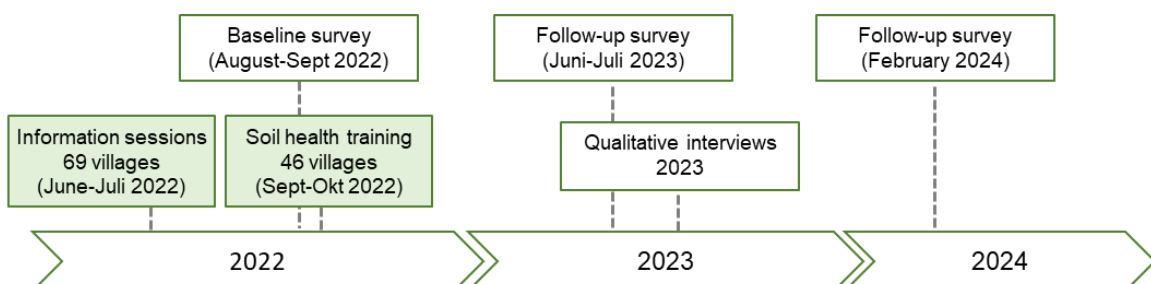 Baseline survey
(August-Sept 2022)
Follow-up survey
(Juni-Juli 2023)
Follow-up survey
(February 2024)
Information sessions
69 villages
(June-Juli 2022)
Soil health training
46 villages
(Sept-Okt 2022)
Qualitative interviews
2023
2022
2023
2024